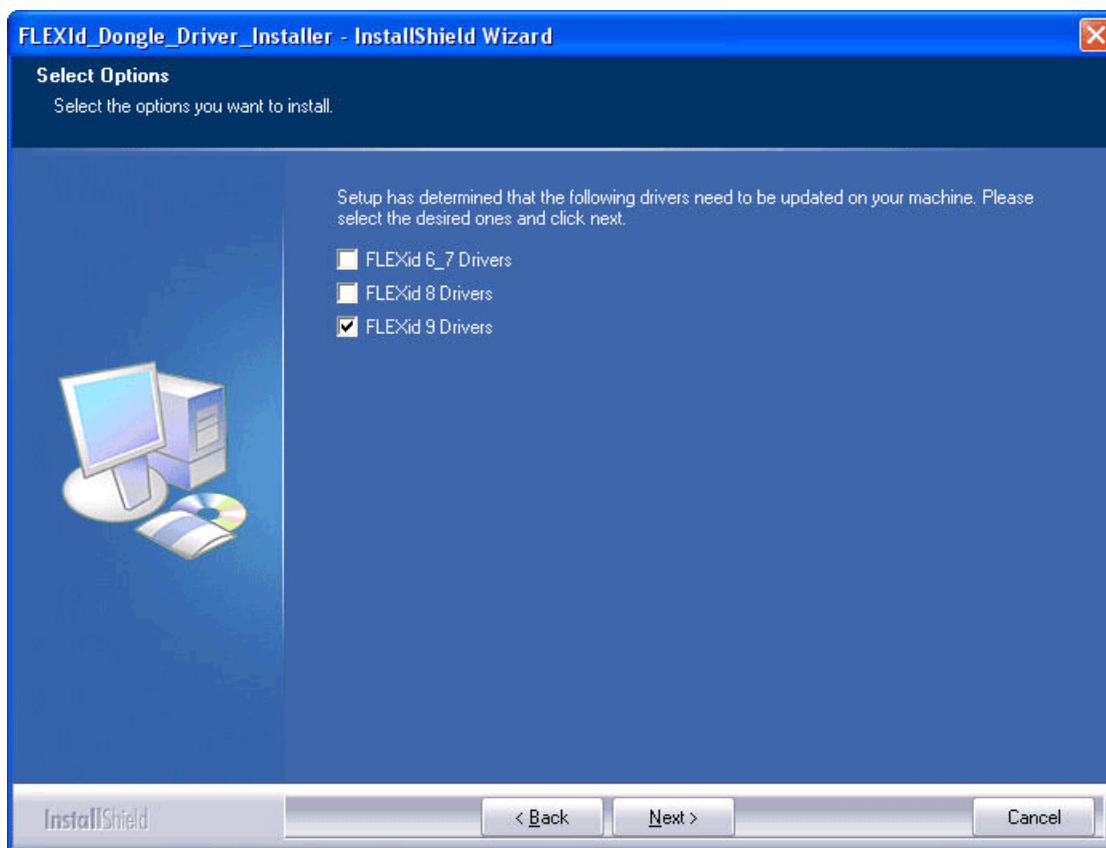 FLEXId_Dongle_Driver_Installer - InstallShield Wizard
Select Options
Select the options you want to install.
Setup has determined that the following drivers need to be updated on your machine. Please
select the desired ones and click next.
FLEXid 6_7 Drivers
FLEXid 8 Drivers
FLEXid 9 Drivers
InstallShield
< Back
Next >
Cancel